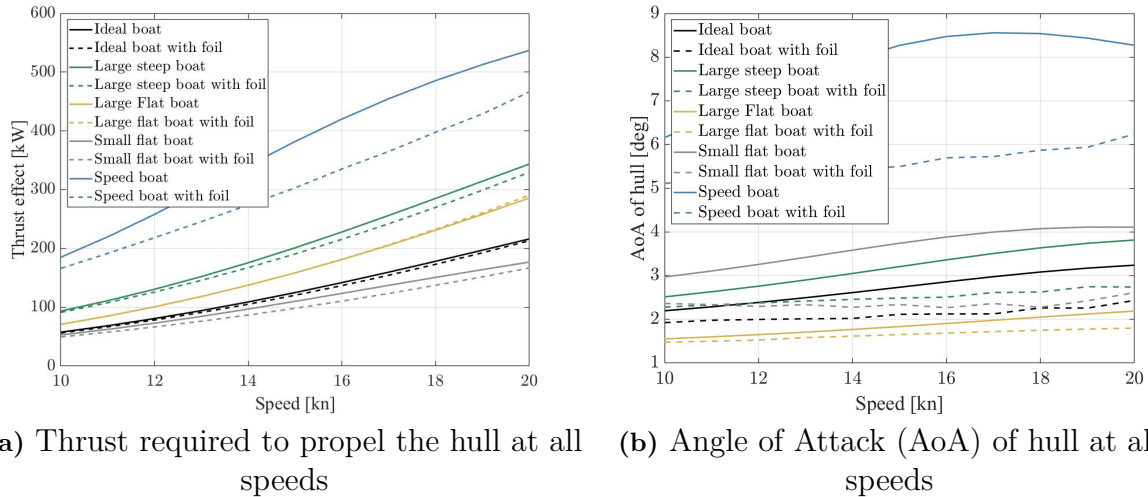 600
500
400
300
200
100
0
Thrust effect [kW]
Ideal boat
Ideal boat with foil
Large steep boat
Large steep boat with foil
Large Flat boat
Large flat boat with foil
Small flat boat
Small flat boat with foil
Speed boat
Speed boat with foil
10 12 14 16 18 20
Speed [kn]
a) Thrust required to propel the hull at all
speeds
9
8
7
6
5
4
3
2
1
AoA of hull [deg]
Ideal boat
Ideal boat with foil
Large steep boat
Large steep boat with foil
Large Flat boat
Large flat boat with foil
Small flat boat
Small flat boat with foil
Speed boat
Speed boat with foil
10 12 14 16 18 20
Speed [kn]
(b) Angle of Attack (AoA) of hull at al
speeds